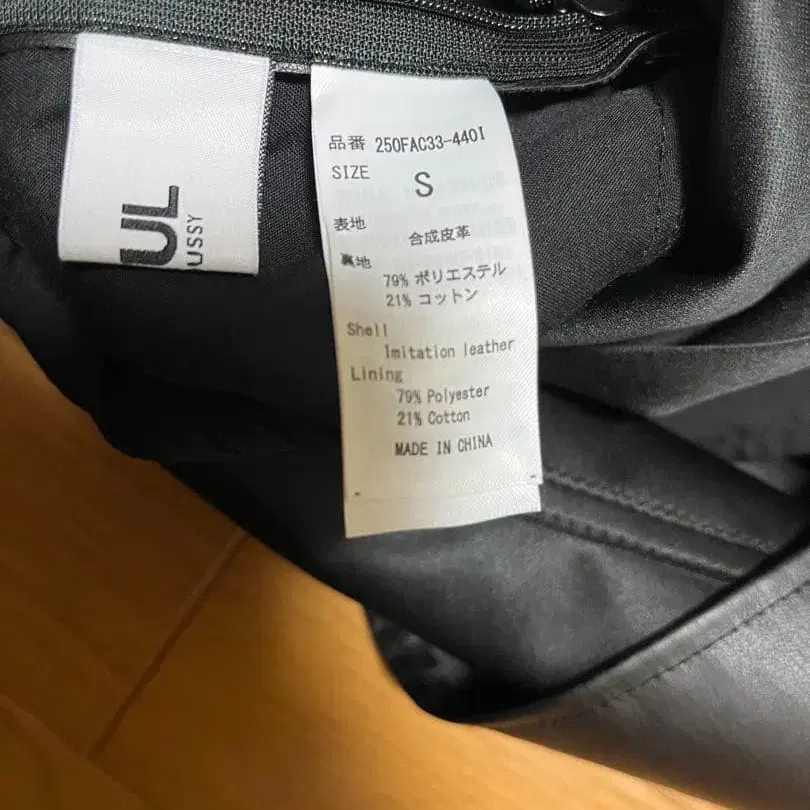 UL
USSY
品番 250FAC33-440I
SIZE
S
表地
合成皮革
裏地
79% ポリエステル
21% コットン
Shell
Imitation leather
Lining
79% Polyester
21% Cotton
MADE IN CHINA